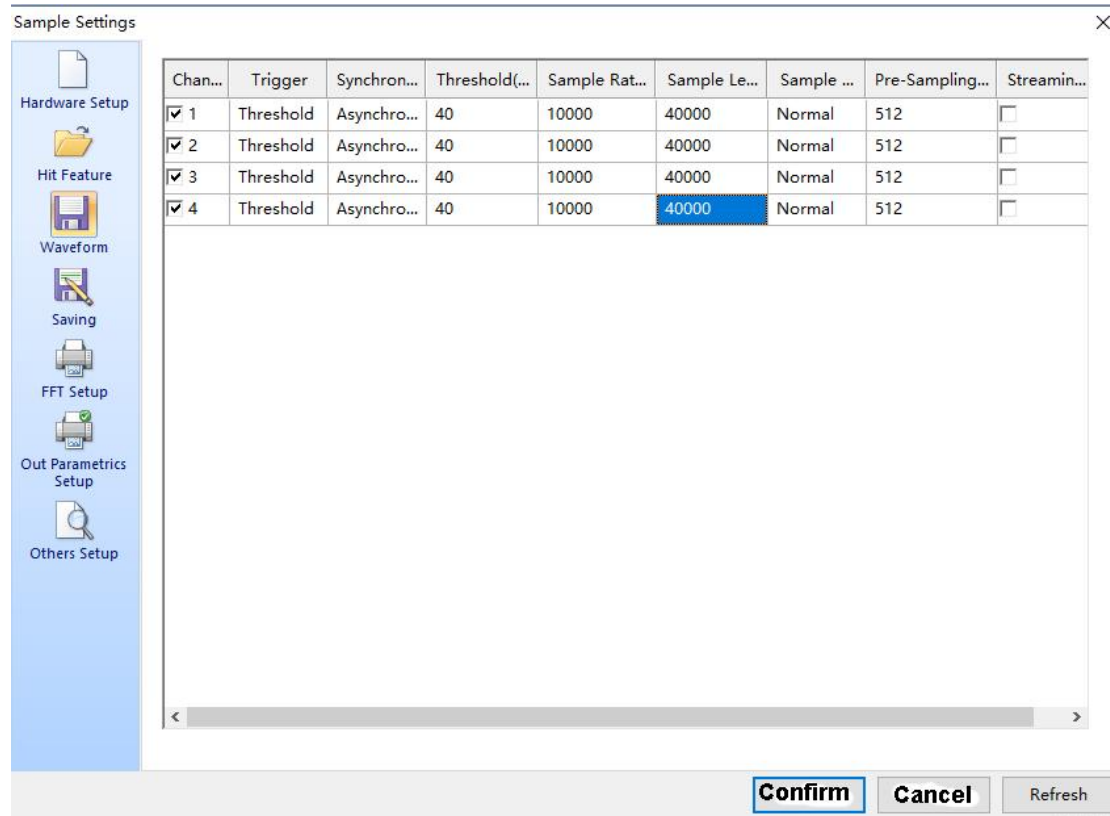 Sample Settings
Hardware Setup
Hit Feature
Waveform
Saving
FFT Setup
Out Parametrics
Setup
Others Setup
Chan... Trigger Synchron... Threshold(... Sample Rat... Sample Le... Sample ... Pre-Sampling... Streamin...
1 Threshold Asynchro... 40 10000 40000 Normal 512
2 Threshold Asynchro... 40 10000 40000 Normal 512
3 Threshold Asynchro... 40 10000 40000 Normal 512
4 Threshold Asynchro... 40 10000 40000 Normal 512
Confirm Cancel Refresh